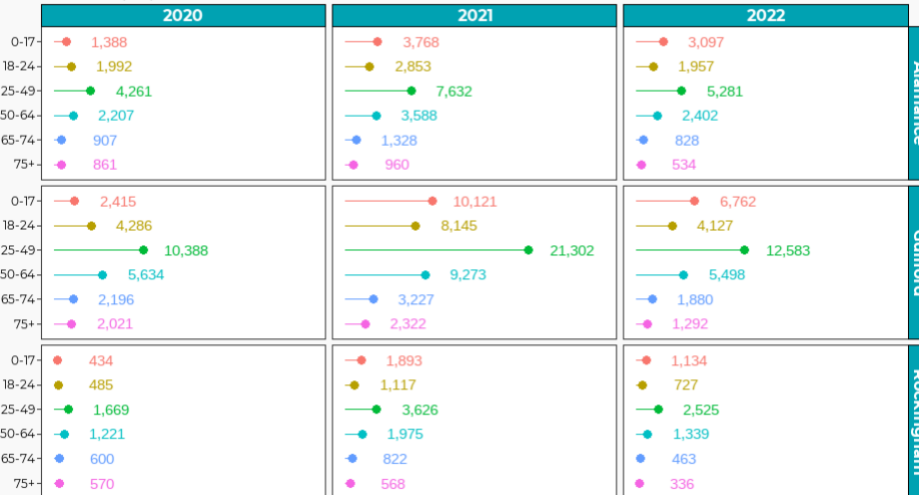 2020 2021 2022
0-17 1,388 3,768 3,097
18-24 1,992 2,853 1,957
25-49 4,261 7,632 5,281
50-64 2,207 3,588 2,402
65-74 907 1,328 828
75+ 861 960 534
Alamance
0-17 2,415 10,121 6,762
18-24 4,286 8,145 4,127
25-49 10,388 21,302 12,583
50-64 5,634 9,273 5,498
65-74 2,196 3,227 1,880
75+ 2,021 2,322 1,292
Guilford
0-17 434 1,893 1,134
18-24 485 1,117 727
25-49 1,669 3,626 2,525
50-64 1,221 1,975 1,339
65-74 600 822 463
75+ 570 568 336
Rockingham